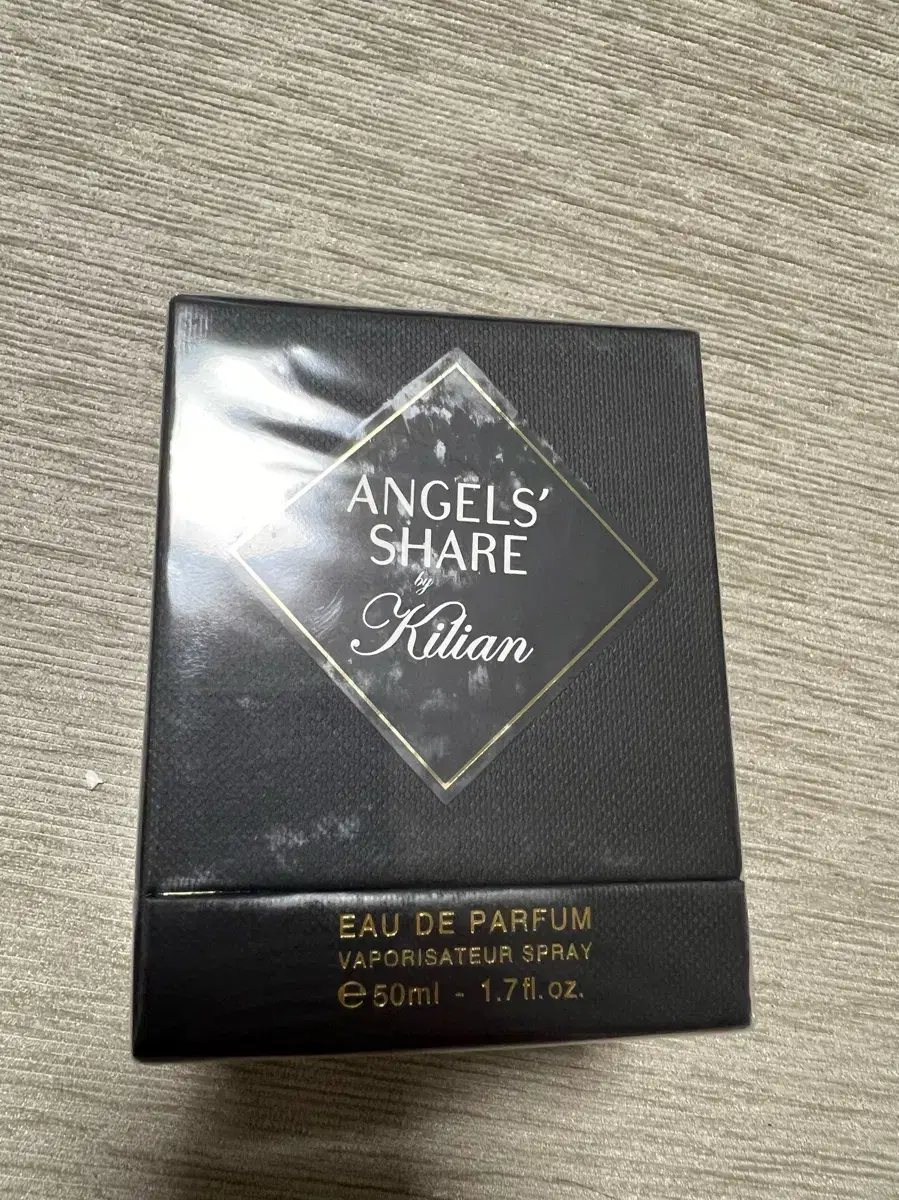 ANGELS’
SHARE
by
Kilian
EAU DE PARFUM
VAPORISATEUR SPRAY
℮50ml - 1.7 fl. oz.